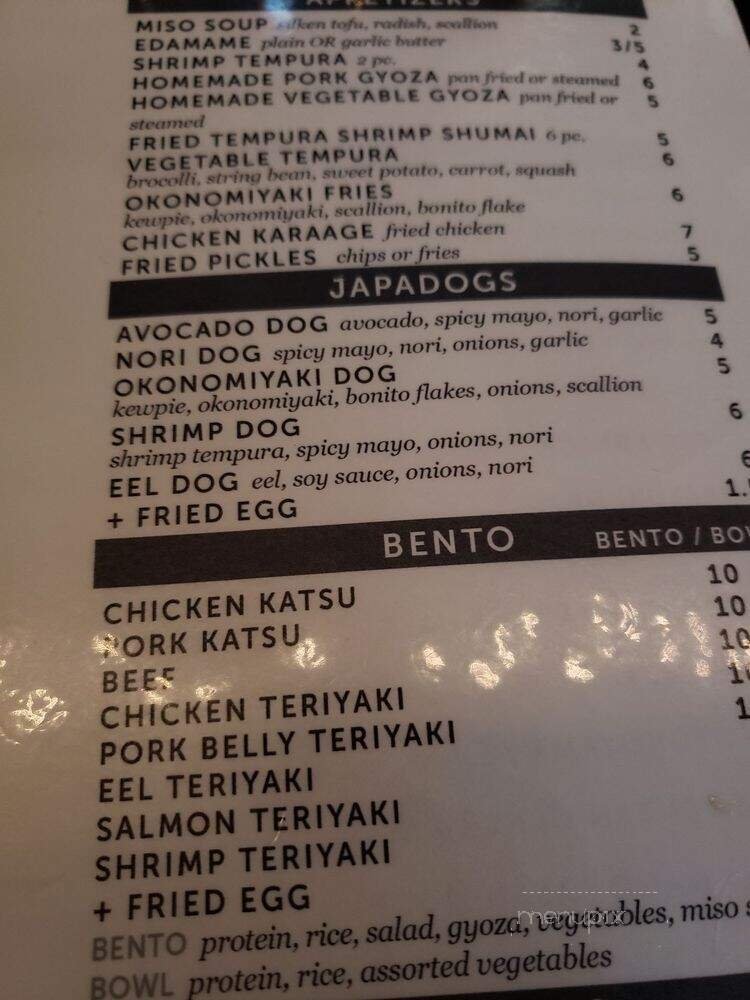 APPETIZERS
MISO SOUP silken tofu, radish, scallion 2
EDAMAME plain OR garlic butter 3/5
SHRIMP TEMPURA 2 pc. 4
HOMEMADE PORK GYOZA pan fried or steamed 6
HOMEMADE VEGETABLE GYOZA pan fried or 5
steamed
FRIED TEMPURA SHRIMP SHUMAI 6 pc. 5
VEGETABLE TEMPURA 6
brocolli, string bean, sweet potato, carrot, squash
OKONOMIYAKI FRIES 6
kewpie, okonomiyaki, scallion, bonito flake
CHICKEN KARAAGE fried chicken 7
FRIED PICKLES chips or fries 5
JAPADOGS
AVOCADO DOG avocado, spicy mayo, nori, garlic 5
NORI DOG spicy mayo, nori, onions, garlic 4
OKONOMIYAKI DOG 5
kewpie, okonomiyaki, bonito flakes, onions, scallion
SHRIMP DOG 6
shrimp tempura, spicy mayo, onions, nori
EEL DOG eel, soy sauce, onions, nori 6
+ FRIED EGG
BENTO BENTO /
CHICKEN KATSU 10
PORK KATSU 10
BEEF 10
CHICKEN TERIYAKI
PORK BELLY TERIYAKI
EEL TERIYAKI
SALMON TERIYAKI
SHRIMP TERIYAKI
+ FRIED EGG
BENTO protein, rice, salad, gyoza, vegetables, miso
BOWL protein, rice, assorted vegetables
menupix